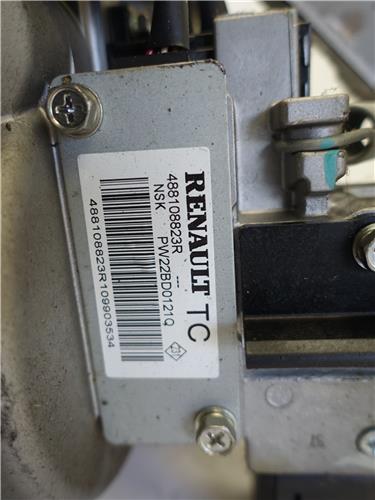 RENAULT TC
488108823R ---
NSK PW22BD0121Q
488108823R109903534